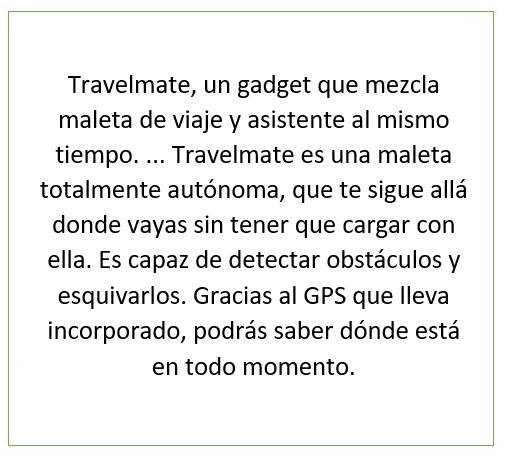 Travelmate, un gadget que mezcla
maleta de viaje y asistente al mismo
tiempo. ... Travelmate es una maleta
totalmente autónoma, que te sigue allá
donde vayas sin tener que cargar con
ella. Es capaz de detectar obstáculos y
esquivarlos. Gracias al GPS que lleva
incorporado, podrás saber dónde está
en todo momento.